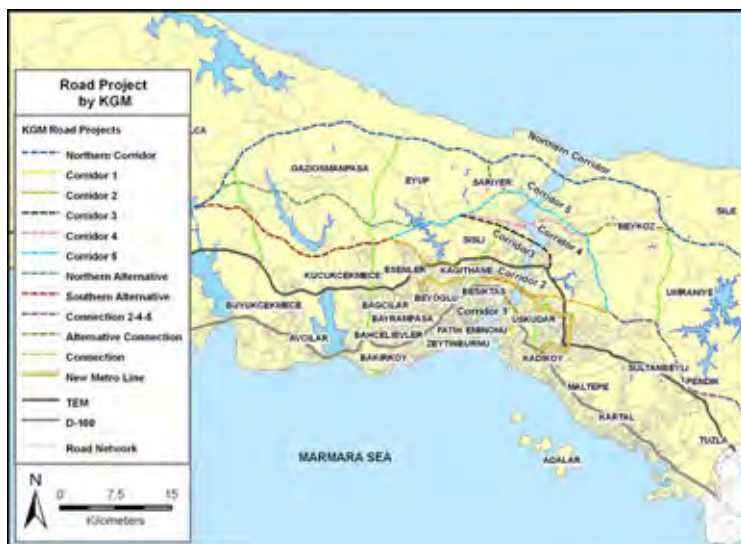 Road Project
by KGM
KGM Road Projects
Northern Corridor
Corridor 1
Corridor 2
Corridor 3
Corridor 4
Corridor 5
Northern Alternative
Southern Alternative
Connection 2-4-5
Alternative Connection
Connection
New Metro Line
TEM
D-100
Road Network
N
0 7.5 15
Kilometers
LCA
GAZIOSMANPASA
EYUP
SARIYER
Northern Corridor
Corridor 5
Corridor 4
Corridor 3
Corridor 2
Corridor 1
BEYKOZ
SILE
SISLI
KUCUKCEKMECE
ESENLER
KAGITHANE
UMRANIYE
BUYUKCEKMECE
BAGCILAR
BEYOGLU
BESIKTAS
BAYRAMPASA
FATIH
EMINONU
USKUDAR
AVCILAR
BAHCELIEVLER
ZEYTINBURNU
BAKIRKOY
KADIKOY
SULTANBEYLI
MALTEPE
PENDIK
KARTAL
TUZLA
ADALAR
MARMARA SEA